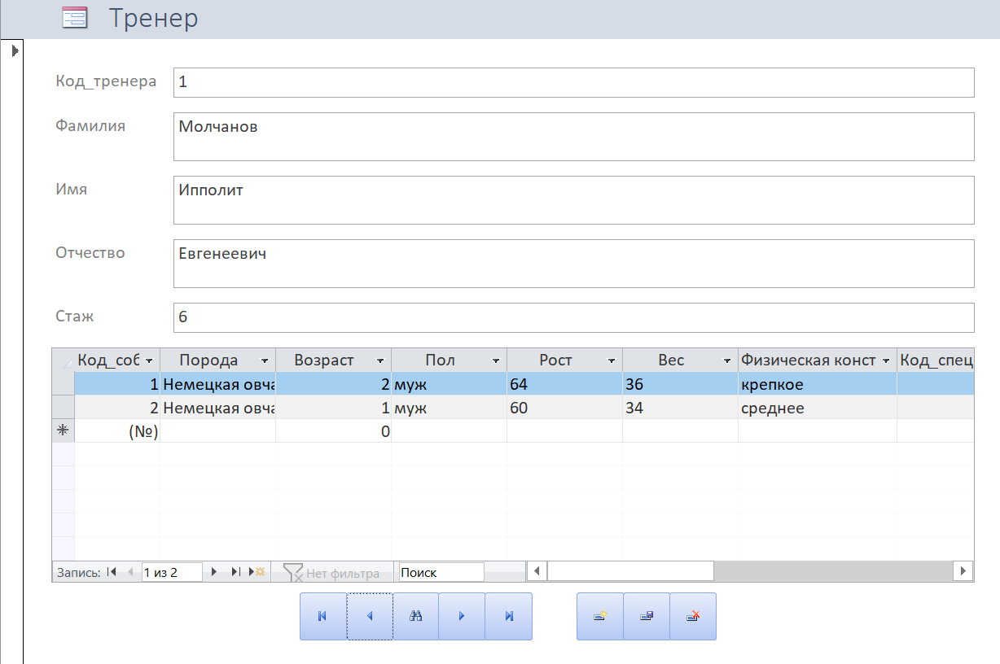 Тренер
Код_тренера 1
Фамилия Молчанов
Имя Ипполит
Отчество Евгенеевич
Стаж 6
Код_соб Порода Возраст Пол Рост Вес Физическая конст Код_спец
1 Немецкая овча 2 муж 64 36 крепкое
2 Немецкая овча 1 муж 60 34 среднее
(№) 0
Запись: 1 из 2 Нет фильтра Поиск